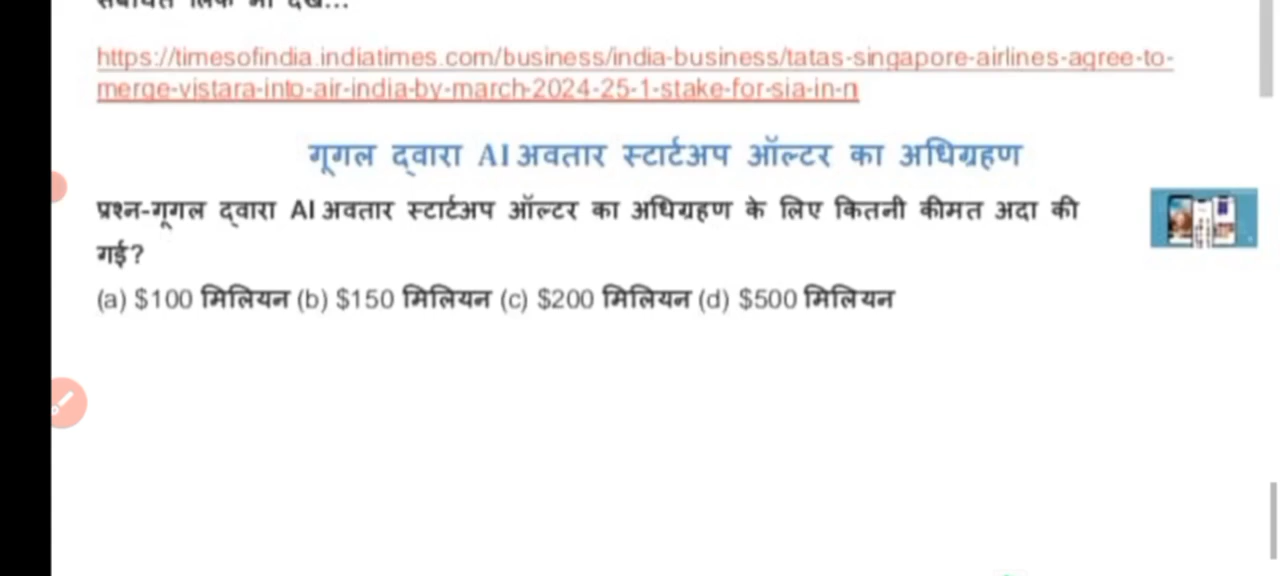 https://timesofindia.indiatimes.com/business/india-business/tatas-singapore-airlines-agree-to-
merge-vistara-into-air-india-by-march-2024-25-1-stake-for-sia-in-n
गूगल द्वारा AI अवतार स्टार्टअप ऑल्टर का अधिग्रहण
प्रश्न-गूगल द्वारा AI अवतार स्टार्टअप ऑल्टर का अधिग्रहण के लिए कितनी कीमत अदा की
गई?
(a) $100 मिलियन (b) $150 मिलियन (c) $200 मिलियन (d) $500 मिलियन